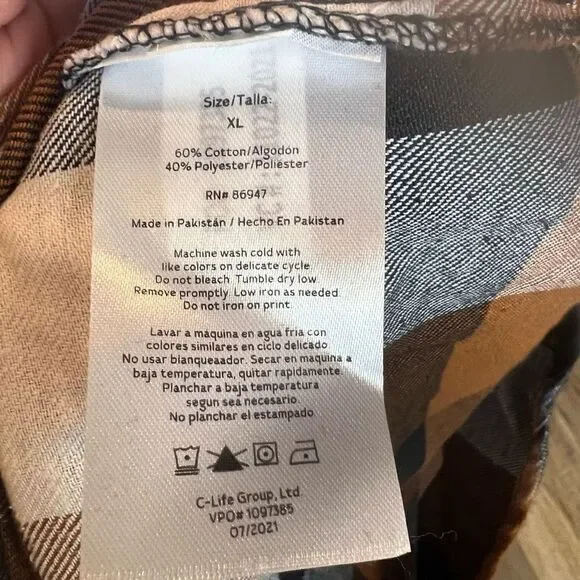 Size/Talla:
XL
60% Cotton/Algodón
40% Polyester/Poliéster
RN# 86947
Made in Pakistán / Hecho En Pakistan
Machine wash cold with
like colors on delicate cycle
Do not bleach. Tumble dry low.
Remove promptly. Low iron as needed.
Do not iron on print.
Lavar a maquina en agua fria con
colores similares en ciclo delicado
No usar blanqueaador. Secar en maquina a
baja temperatura, quitar rapidamente.
Planchar a baja temperatura
segun sea necesario.
No planchar el estampado
C-Life Group, Ltd.
VPO# 1097385
07/2021